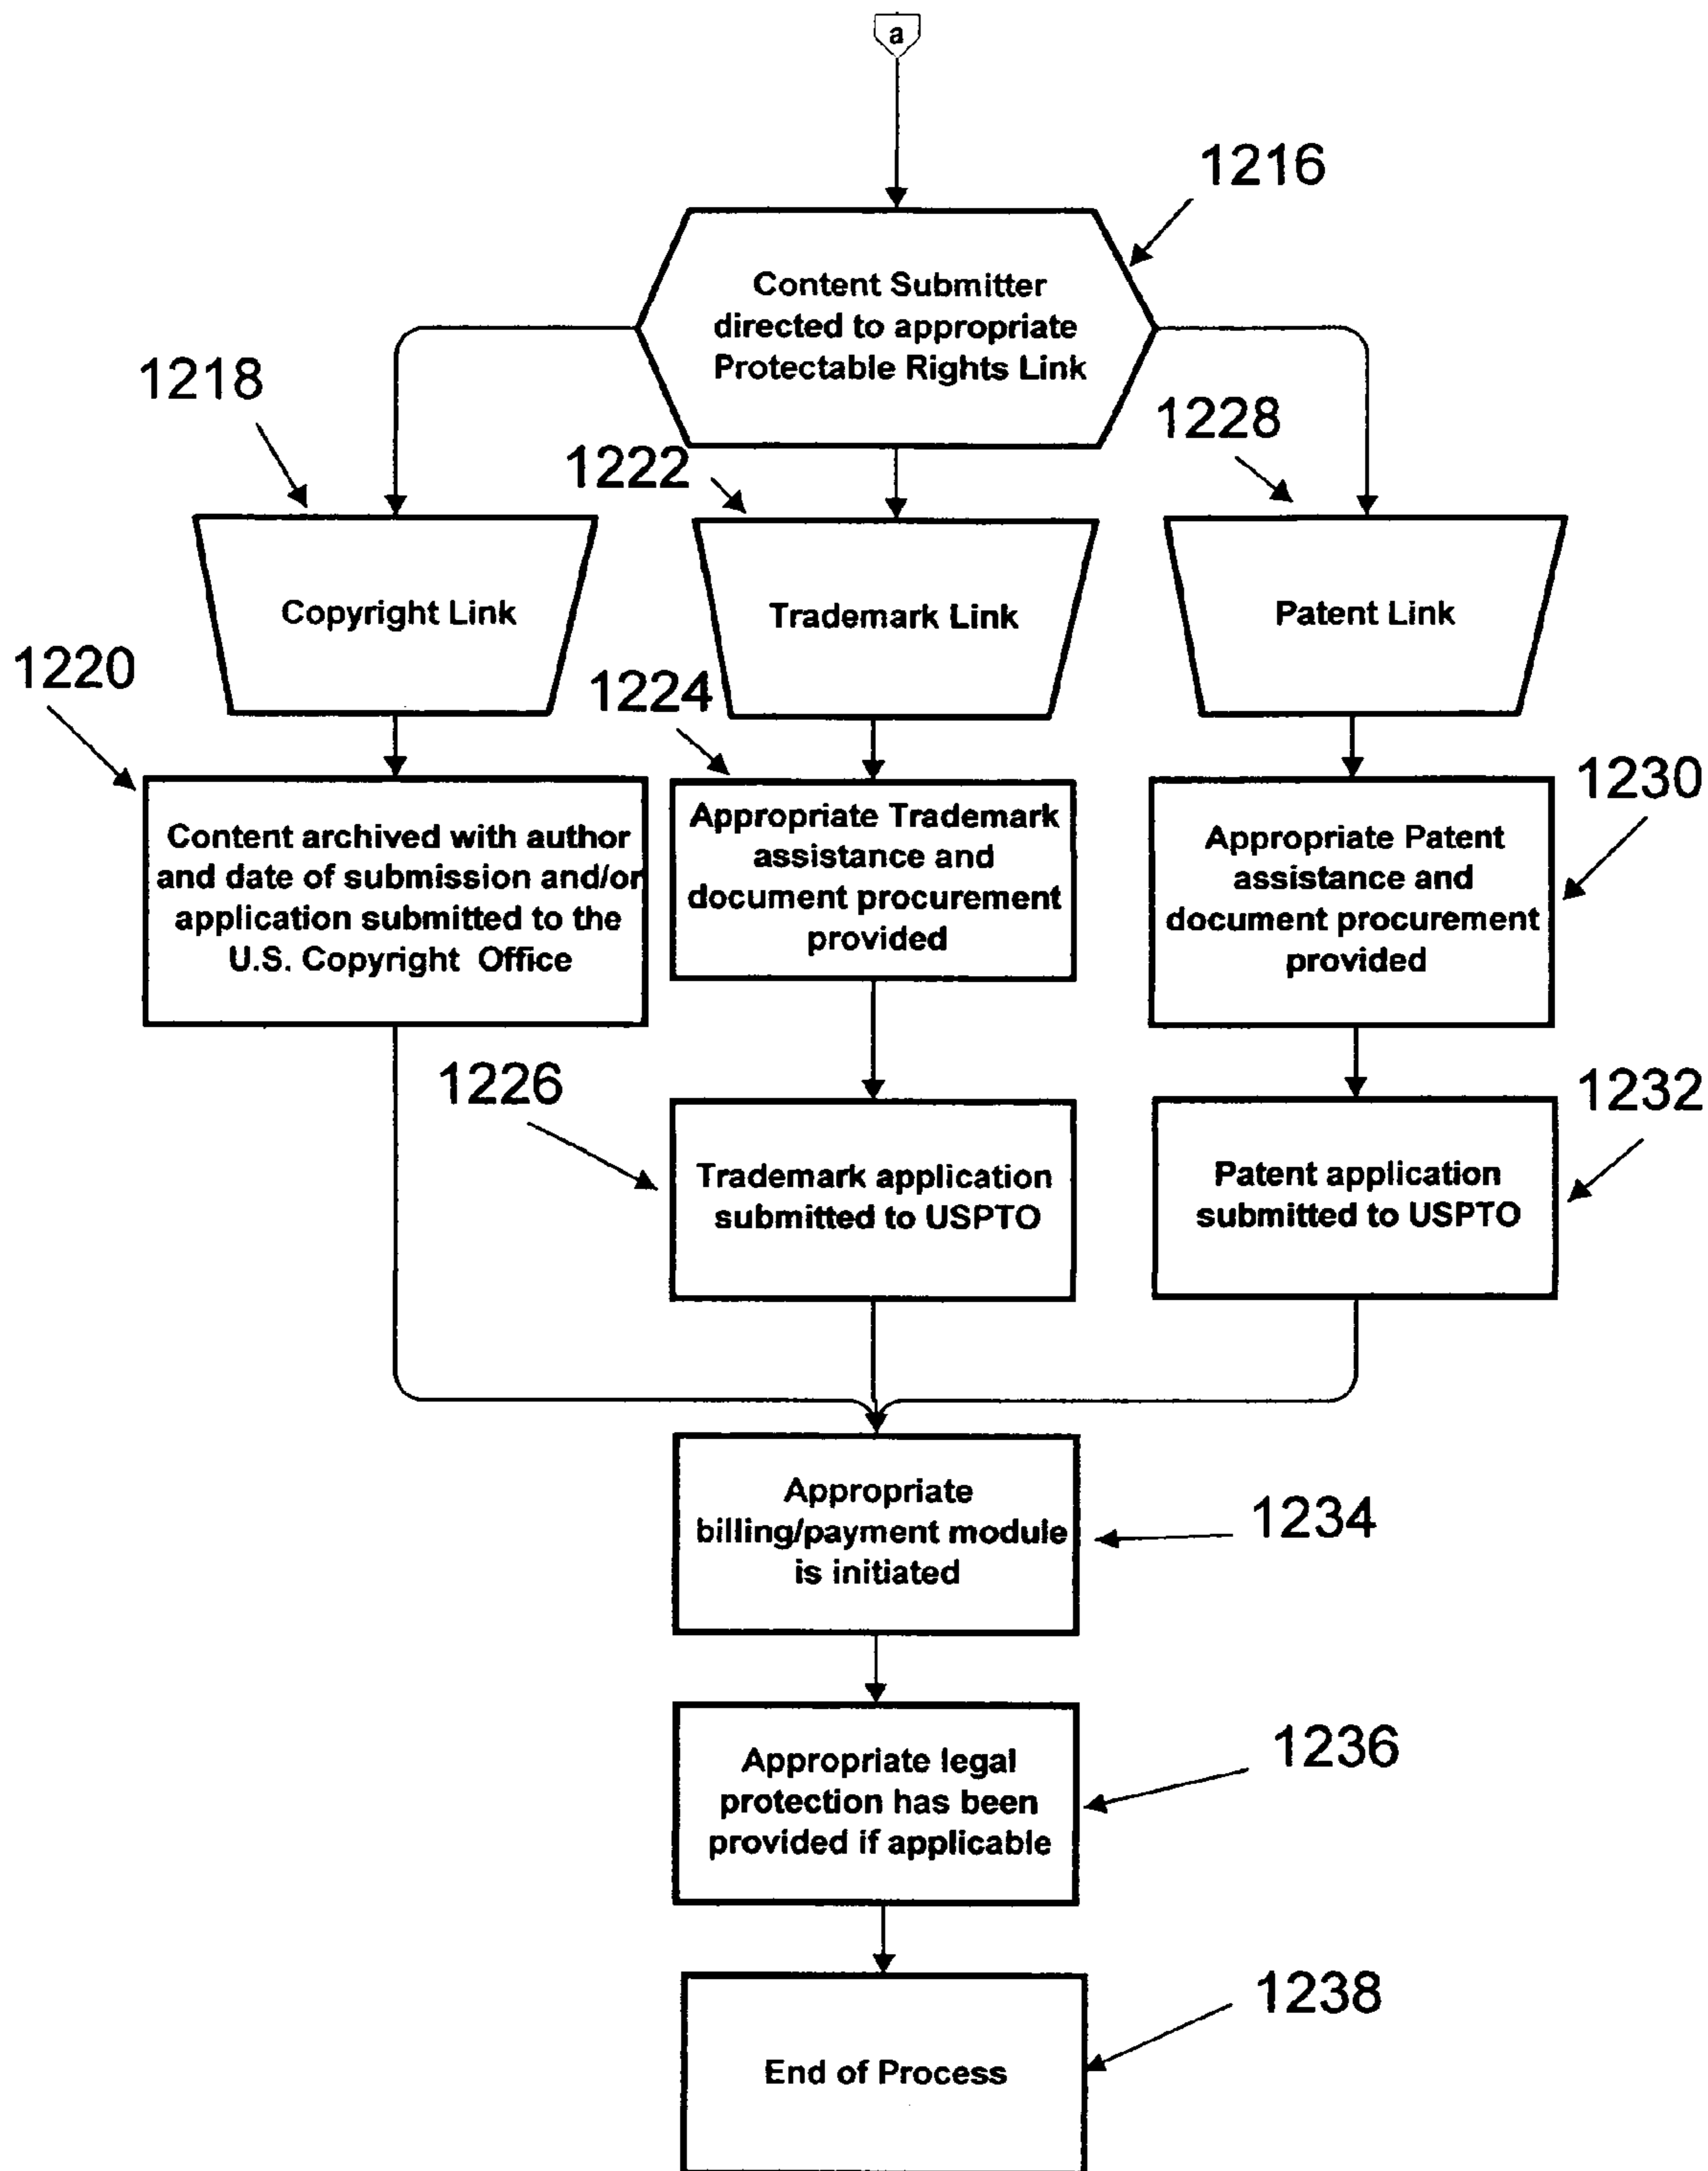 a
1216
Content Submitter
directed to appropriate
Protectable Rights Link
1218
1222
1228
Copyright Link
Trademark Link
Patent Link
1220
1224
1230
Content archived with author
and date of submission and/or
application submitted to the
U.S. Copyright Office
Appropriate Trademark
assistance and
document procurement
provided
Appropriate Patent
assistance and
document procurement
provided
1226
1232
Trademark application
submitted to USPTO
Patent application
submitted to USPTO
Appropriate
billing/payment module
is initiated
1234
Appropriate legal
protection has been
provided if applicable
1236
End of Process
1238